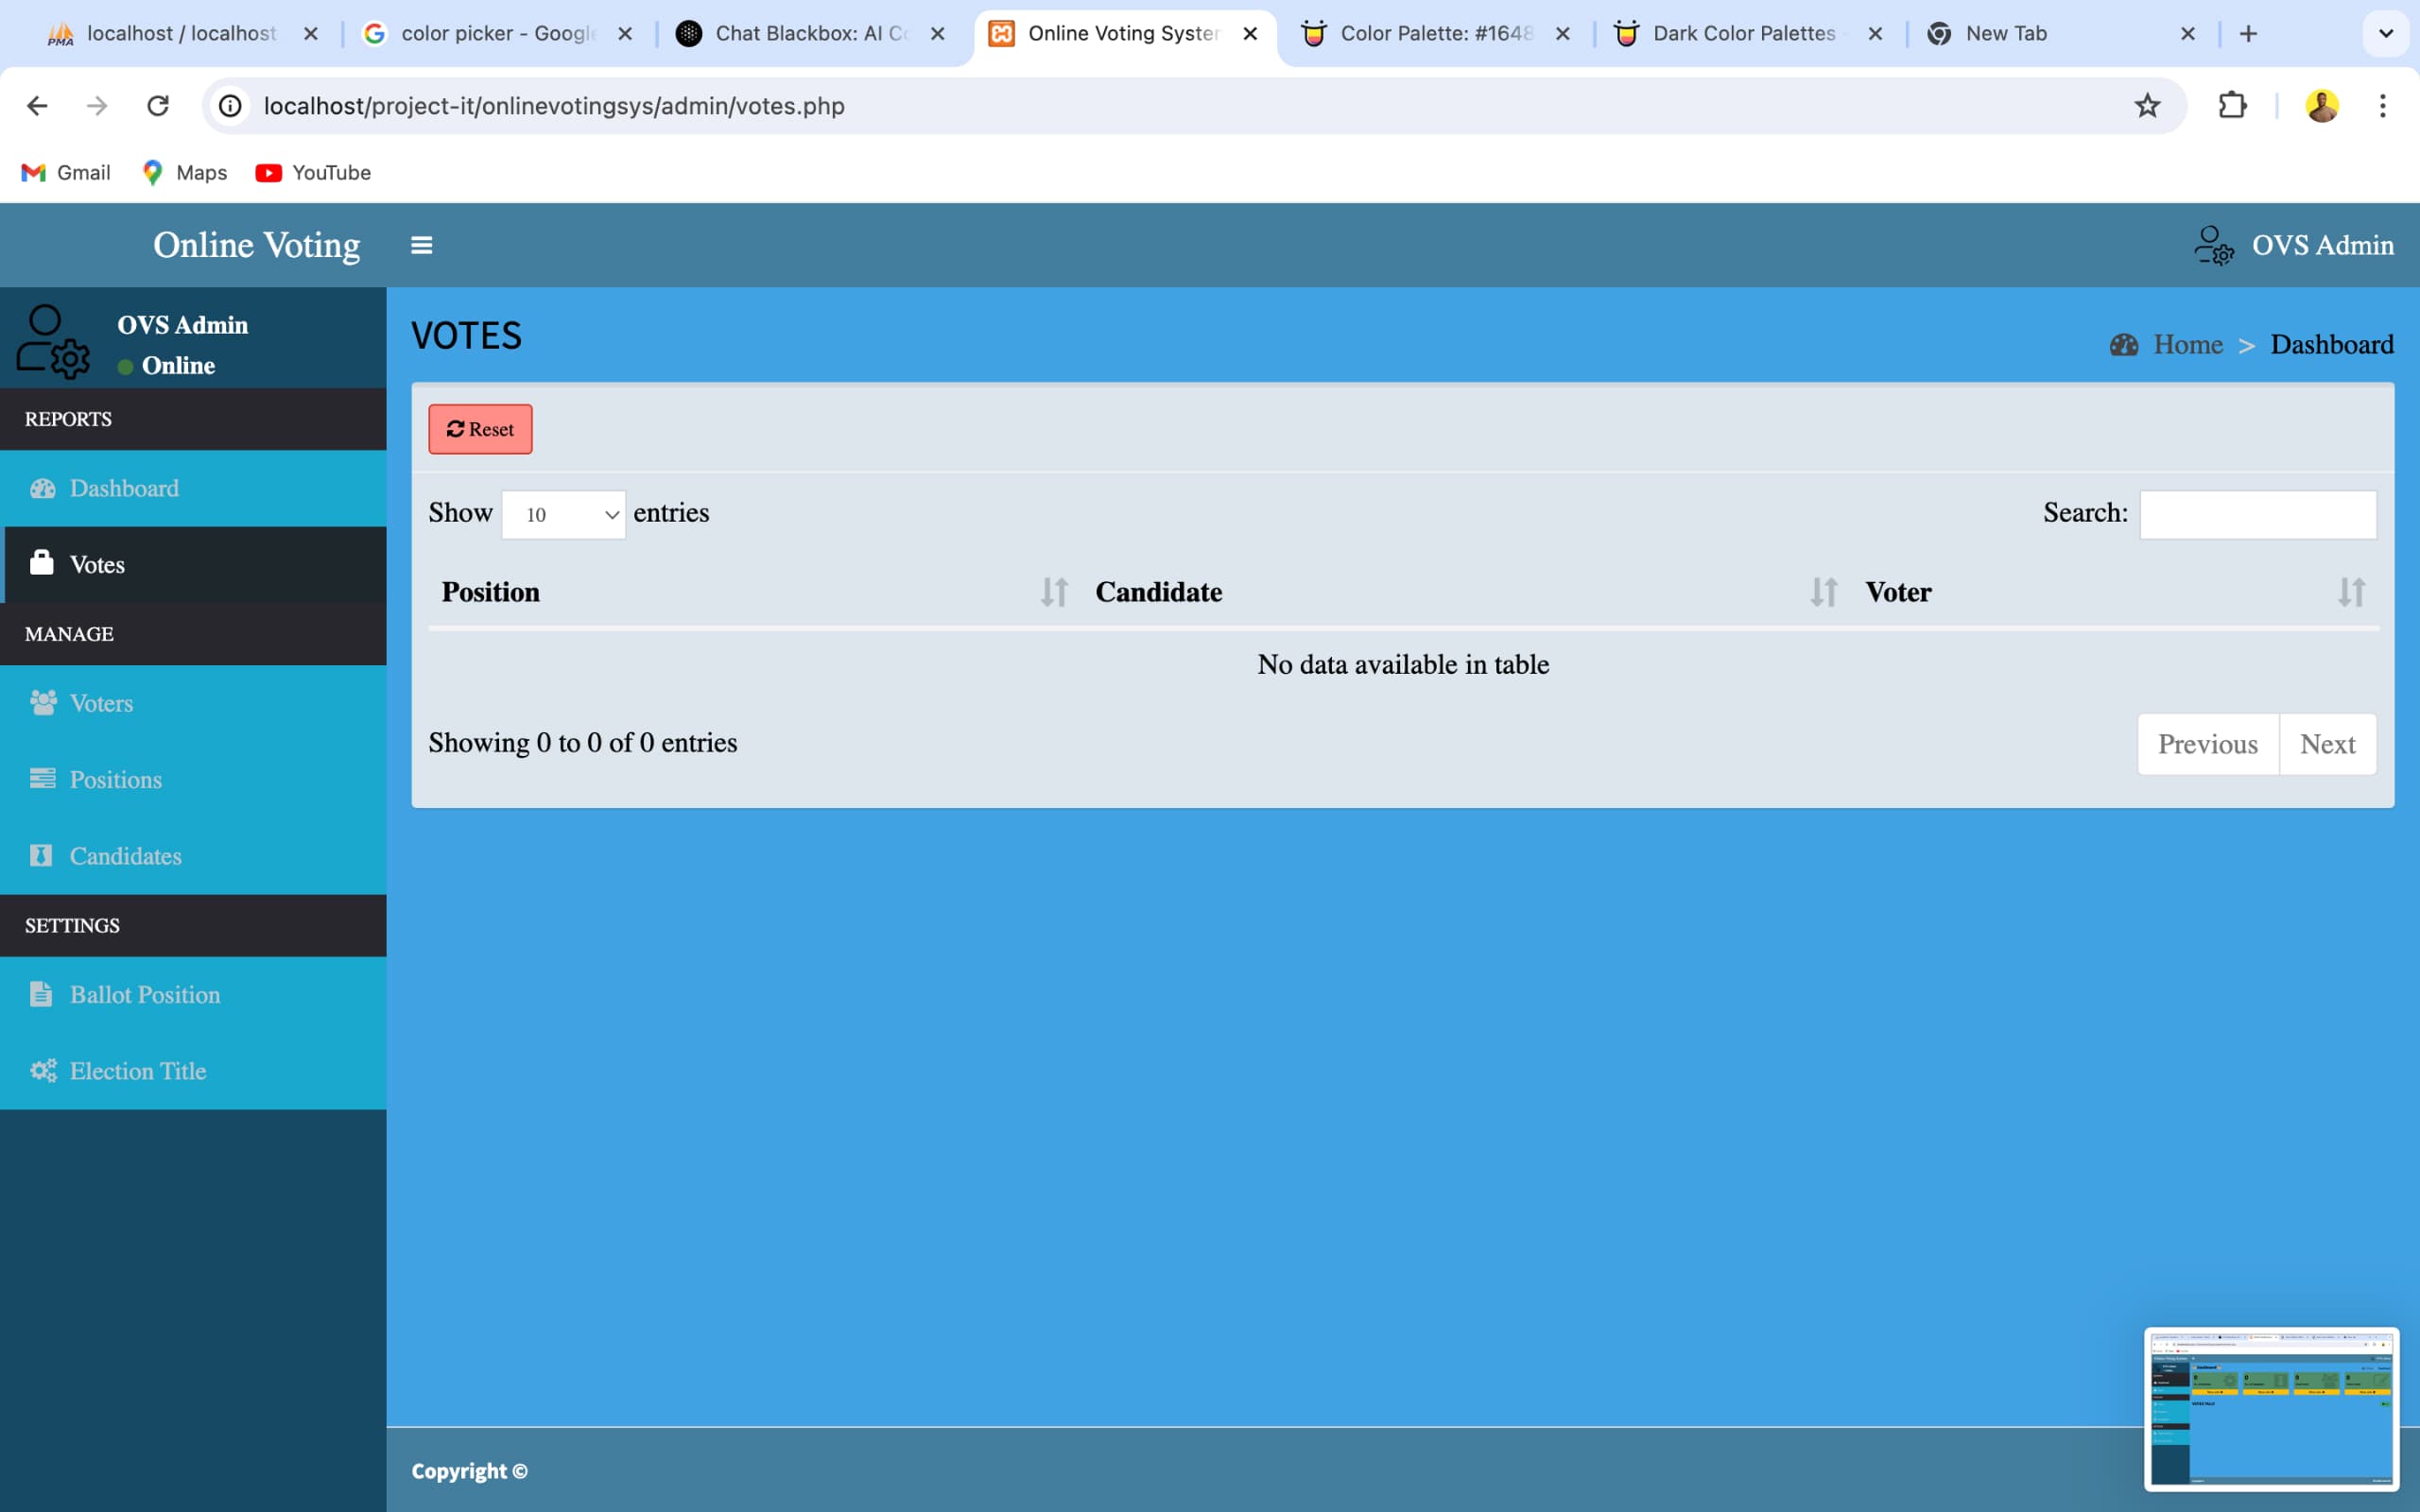 localhost / localhost
color picker - Googl
Chat Blackbox: AI Co
Online Voting System
Color Palette: #1648
Dark Color Palettes
New Tab
localhost/project-it/onlinevotingsys/admin/votes.php
Gmail
Maps
YouTube
Online Voting
OVS Admin
OVS Admin
Online
VOTES
Home > Dashboard
REPORTS
Reset
Dashboard
Show 10 entries
Search:
Votes
Position
Candidate
Voter
MANAGE
No data available in table
Voters
Showing 0 to 0 of 0 entries
Previous
Next
Positions
Candidates
SETTINGS
Ballot Position
Election Title
Copyright ©